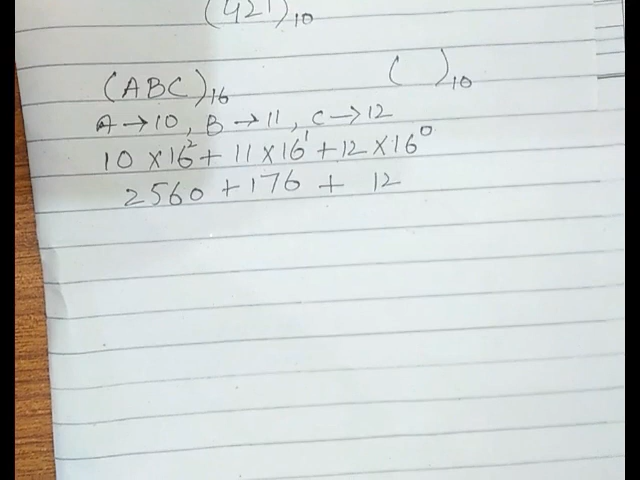 (421)₁₀
(ABC)₁₆ ( )₁₀
A → 10, B → 11, C → 12
10 × 16² + 11 × 16¹ + 12 × 16⁰
2560 + 176 + 12